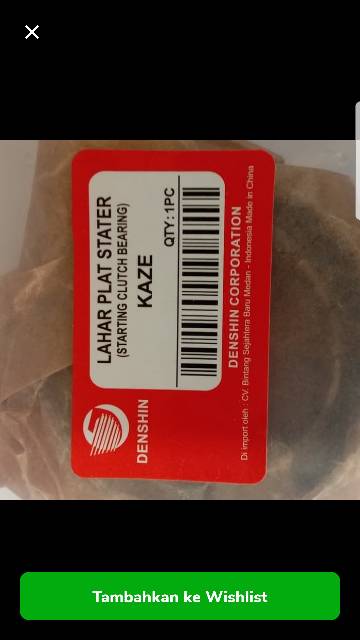 LAHAR PLAT STATER
(STARTING CLUTCH BEARING)
KAZE
QTY:1PC
DENSHIN
DENSHIN CORPORATION
Di import oleh : CV. Bintang Sejahtera Baru Medan - Indonesia Made in China
Tambahkan ke Wishlist